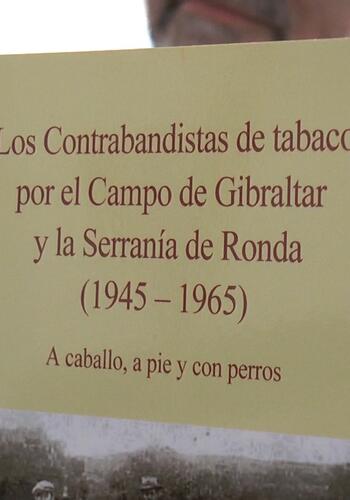 Los Contrabandistas de tabaco
por el Campo de Gibraltar
y la Serranía de Ronda
(1945 – 1965)
A caballo, a pie y con perros